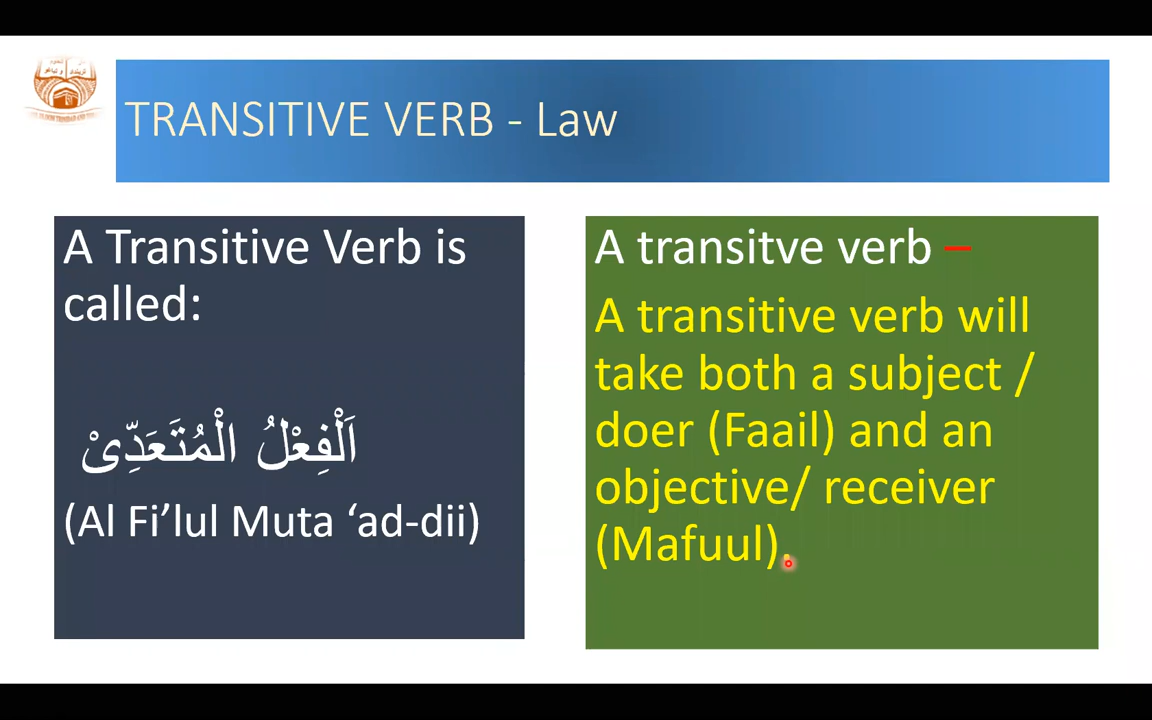 TRANSITIVE VERB - Law
A Transitive Verb is
called:
اَلْفِعْلُ الْمُتَعَدِّىْ
(Al Fi’lul Muta ‘ad-dii)
A transitve verb –
A transitive verb will
take both a subject /
doer (Faail) and an
objective/ receiver
(Mafuul).